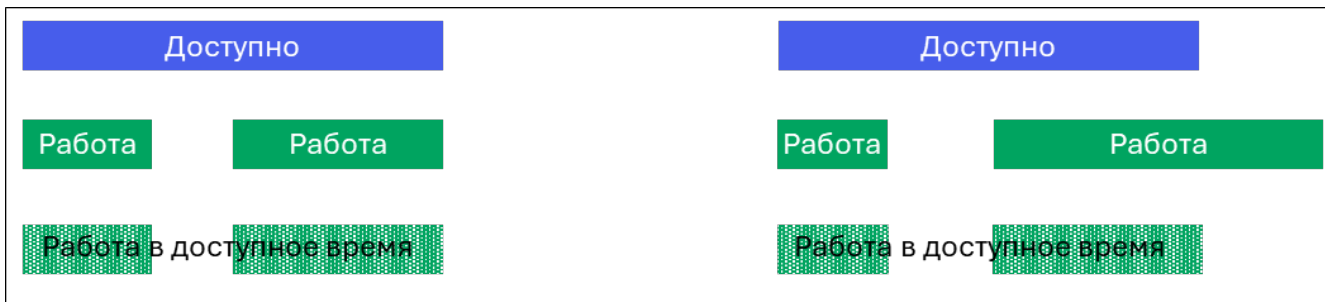 Доступно
Доступно
Работа
Работа
Работа
Работа
Работа в доступное время
Работа в доступное время